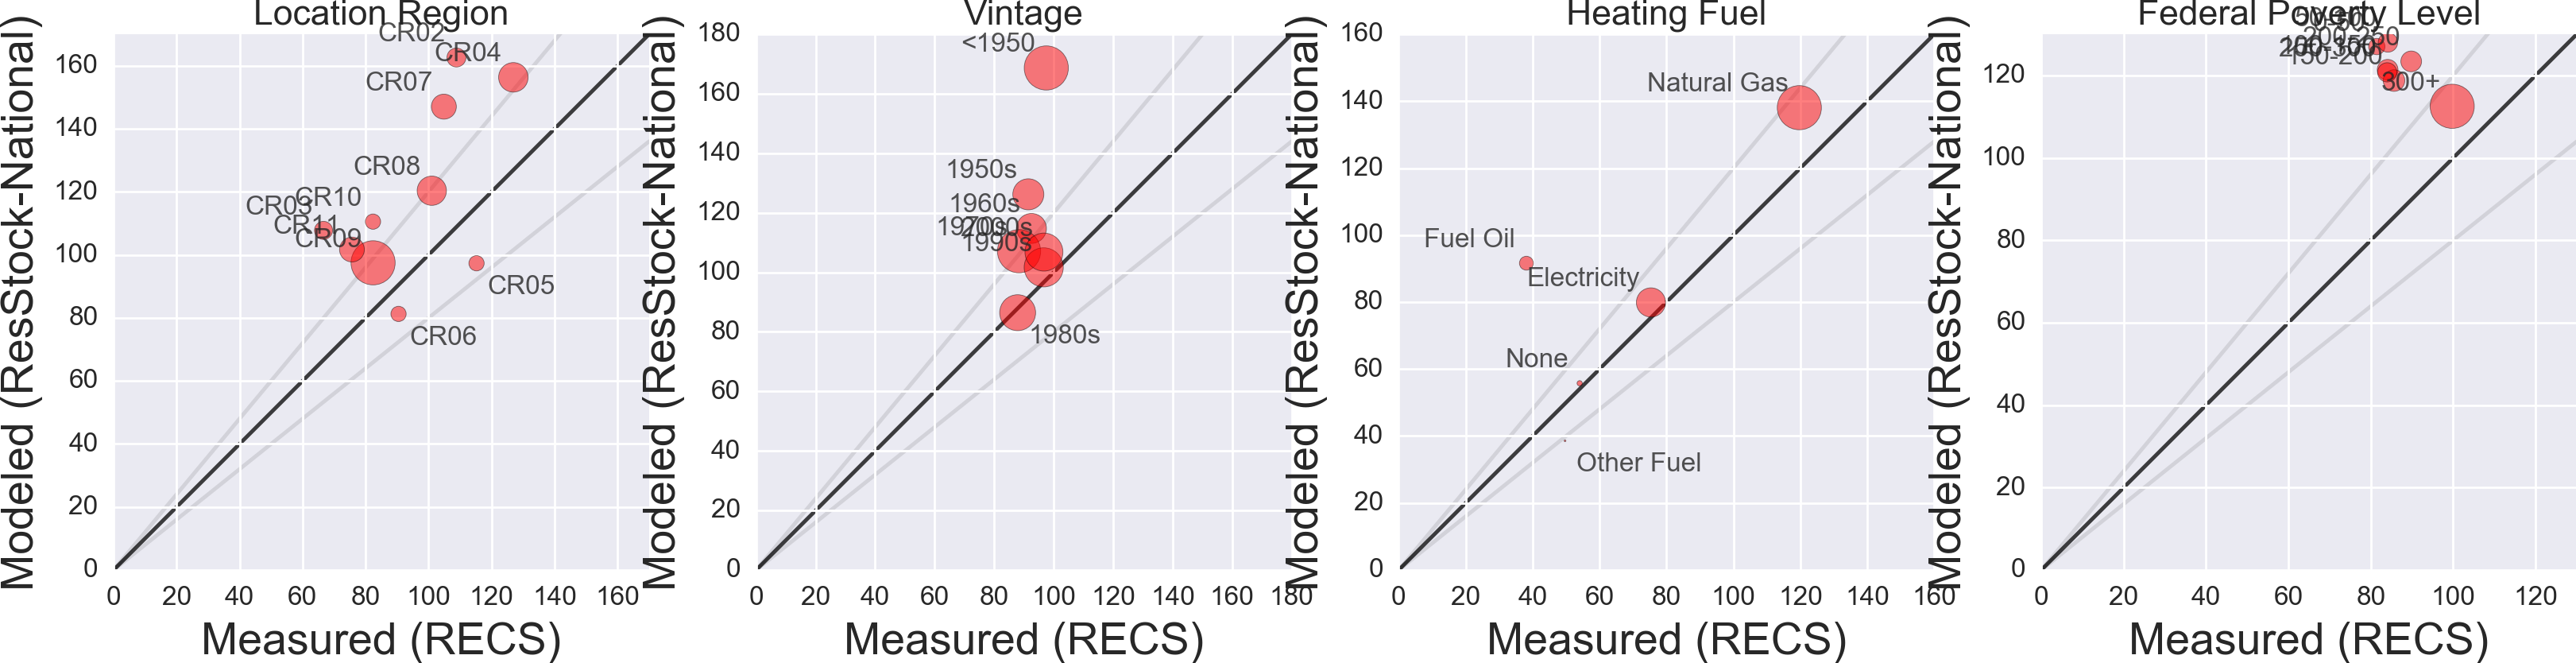 Location Region
Modeled (ResStock-National)
160
140
120
100
80
60
40
20
0
CR02
CR04
CR07
CR08
CR10
CR03
CR11
CR09
CR05
CR06
0 20 40 60 80 100 120 140 160
Measured (RECS)
Vintage
Modeled (ResStock-National)
180
160
140
120
100
80
60
40
20
0
<1950
1950s
1960s
1970s
2000s
1990s
1980s
0 20 40 60 80 100 120 140 160 180
Measured (RECS)
Heating Fuel
Modeled (ResStock-National)
160
140
120
100
80
60
40
20
0
Natural Gas
Fuel Oil
Electricity
None
Other Fuel
0 20 40 60 80 100 120 140 160
Measured (RECS)
Federal Poverty Level
Modeled (ResStock-National)
120
100
80
60
40
20
0
200-250
150-200
300+
0 20 40 60 80 100 120
Measured (RECS)